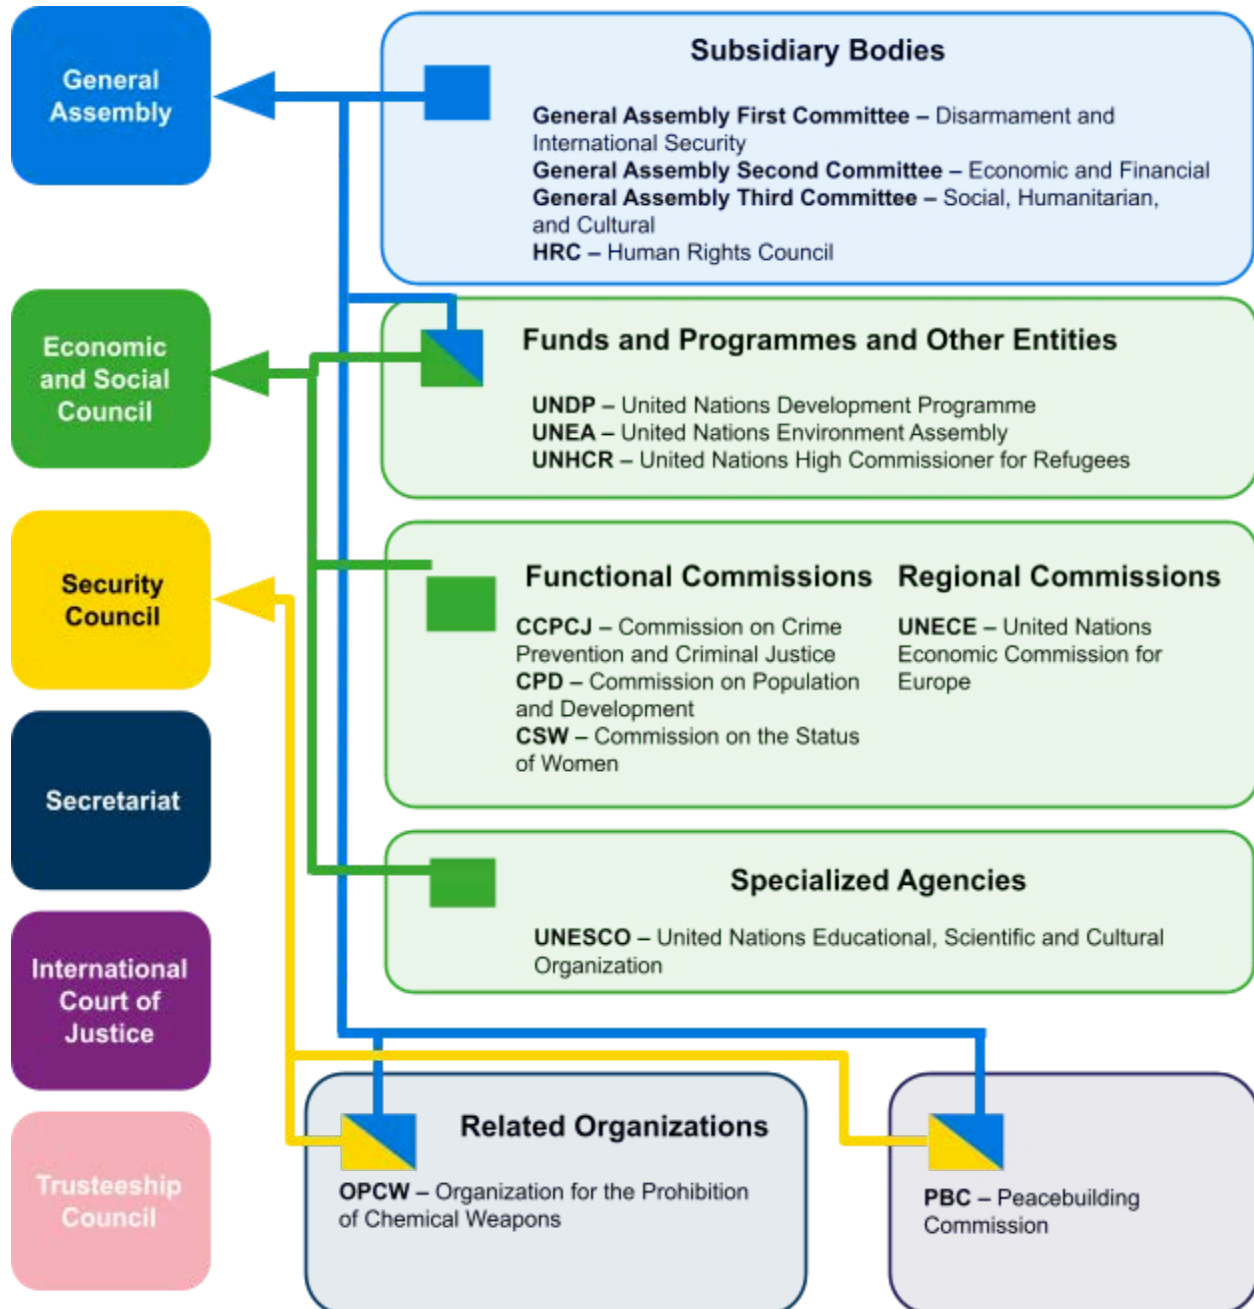 General
Assembly
Subsidiary Bodies
General Assembly First Committee – Disarmament and
International Security
General Assembly Second Committee – Economic and Financial
General Assembly Third Committee – Social, Humanitarian,
and Cultural
HRC – Human Rights Council
Economic
and Social
Council
Funds and Programmes and Other Entities
UNDP – United Nations Development Programme
UNEA – United Nations Environment Assembly
UNHCR – United Nations High Commissioner for Refugees
Security
Council
Functional Commissions
CCPCJ – Commission on Crime
Prevention and Criminal Justice
CPD – Commission on Population
and Development
CSW – Commission on the Status
of Women
Regional Commissions
UNECE – United Nations
Economic Commission for
Europe
Secretariat
Specialized Agencies
UNESCO – United Nations Educational, Scientific and Cultural
Organization
International
Court of
Justice
Trusteeship
Council
Related Organizations
OPCW – Organization for the Prohibition
of Chemical Weapons
PBC – Peacebuilding
Commission